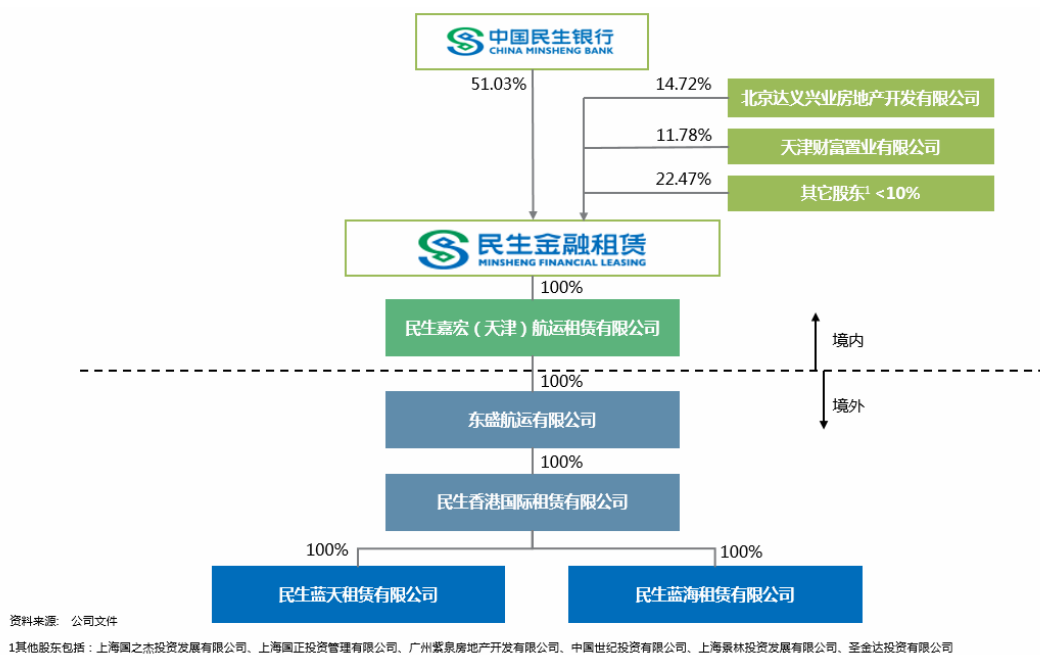 中国民生银行
CHINA MINSHENG BANK
51.03%
14.72%
北京达义兴业房地产开发有限公司
11.78%
天津财富置业有限公司
22.47%
其它股东¹ <10%
民生金融租赁
MINSHENG FINANCIAL LEASING
100%
民生嘉宏（天津）航运租赁有限公司
境内
100%
境外
东盛航运有限公司
100%
民生香港国际租赁有限公司
100%
100%
民生蓝天租赁有限公司
民生蓝海租赁有限公司
资料来源: 公司文件
1其他股东包括：上海国之杰投资发展有限公司、上海国正投资管理有限公司、广州紫泉房地产开发有限公司、中国世纪投资有限公司、上海景林投资发展有限公司、圣金达投资有限公司